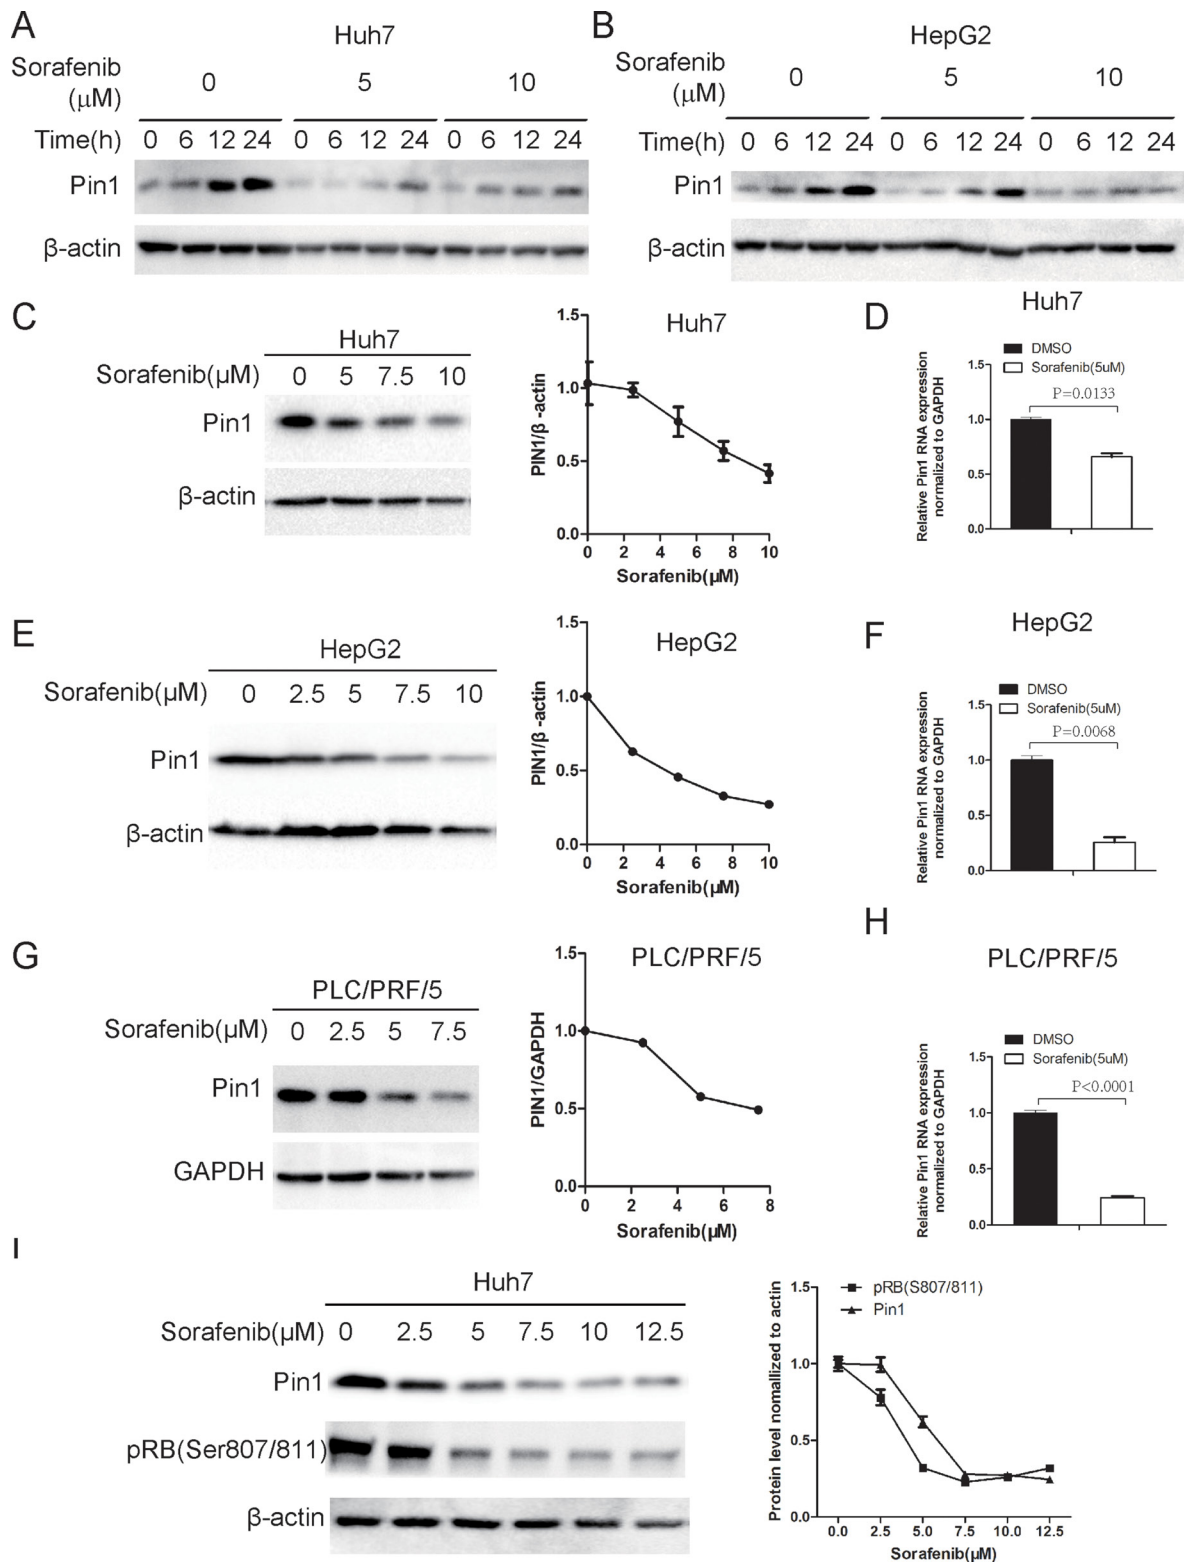 A
Huh7
Sorafenib
(μM)
0
5
10
Time(h)
0 6 12 24 0 6 12 24 0 6 12 24
Pin1
β-actin
B
HepG2
Sorafenib
(μM)
0
5
10
Time(h)
0 6 12 24 0 6 12 24 0 6 12 24
Pin1
β-actin
C
Huh7
Sorafenib(μM)
0 5 7.5 10
Pin1
β-actin
Huh7
PIN1/β -actin
1.5
1.0
0.5
0.0
0 2 4 6 8 10
Sorafenib(μM)
D
Huh7
DMSO
Sorafenib(5uM)
P=0.0133
Relative Pin1 RNA expression
normalized to GAPDH
1.5
1.0
0.5
0.0
E
HepG2
Sorafenib(μM)
0 2.5 5 7.5 10
Pin1
β-actin
HepG2
PIN1/β -actin
1.5
1.0
0.5
0.0
0 2 4 6 8 10
Sorafenib(μM)
F
HepG2
DMSO
Sorafenib(5uM)
P=0.0068
Relative Pin1 RNA expression
normalized to GAPDH
1.5
1.0
0.5
0.0
G
PLC/PRF/5
Sorafenib(μM)
0 2.5 5 7.5
Pin1
GAPDH
PLC/PRF/5
PIN1/GAPDH
1.5
1.0
0.5
0.0
0 2 4 6 8
Sorafenib(μM)
H
PLC/PRF/5
DMSO
Sorafenib(5uM)
P<0.0001
Relative Pin1 RNA expression
normalized to GAPDH
1.5
1.0
0.5
0.0
I
Huh7
Sorafenib(μM)
0 2.5 5 7.5 10 12.5
Pin1
pRB(Ser807/811)
β-actin
pRB(S807/811)
Pin1
Protein level nomallized to actin
1.5
1.0
0.5
0.0
0.0 2.5 5.0 7.5 10.0 12.5
Sorafenib(μM)